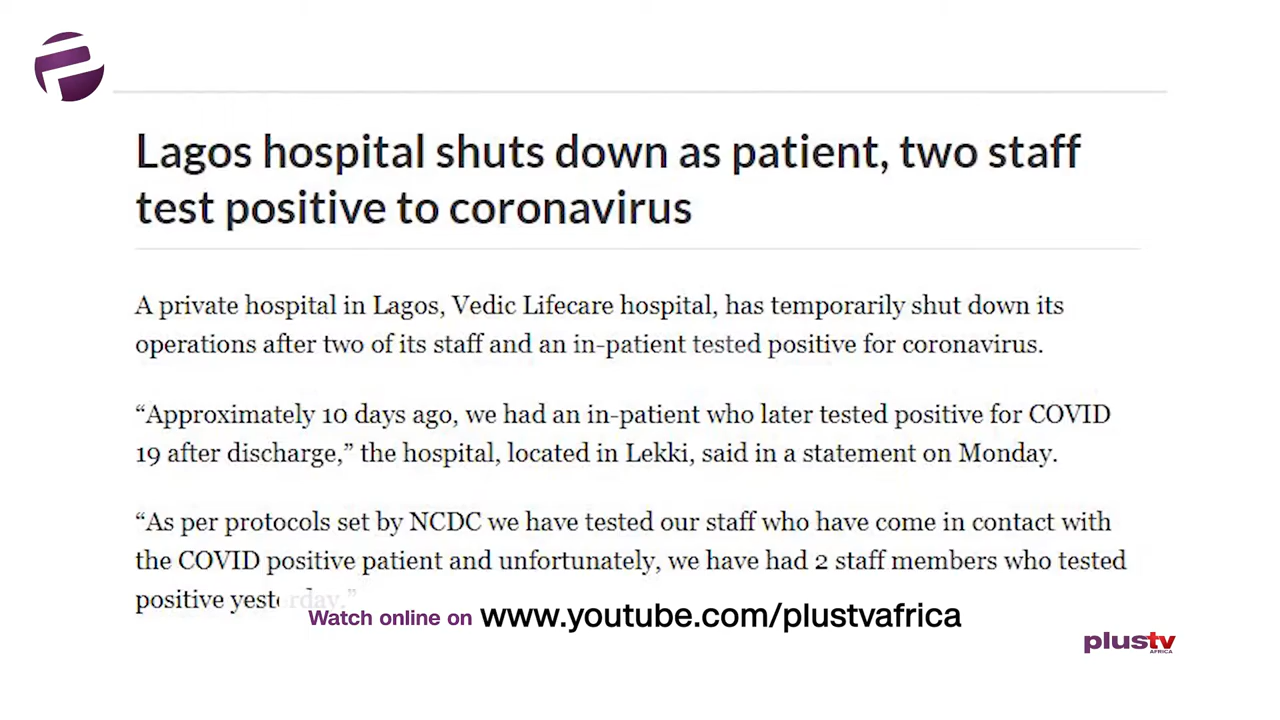 Lagos hospital shuts down as patient, two staff
test positive to coronavirus
A private hospital in Lagos, Vedic Lifecare hospital, has temporarily shut down its
operations after two of its staff and an in-patient tested positive for coronavirus.
“Approximately 10 days ago, we had an in-patient who later tested positive for COVID
19 after discharge,” the hospital, located in Lekki, said in a statement on Monday.
“As per protocols set by NCDC we have tested our staff who have come in contact with
the COVID positive patient and unfortunately, we have had 2 staff members who tested
positive yesterday.”
Watch online on www.youtube.com/plustvafrica
plustv
AFRICA